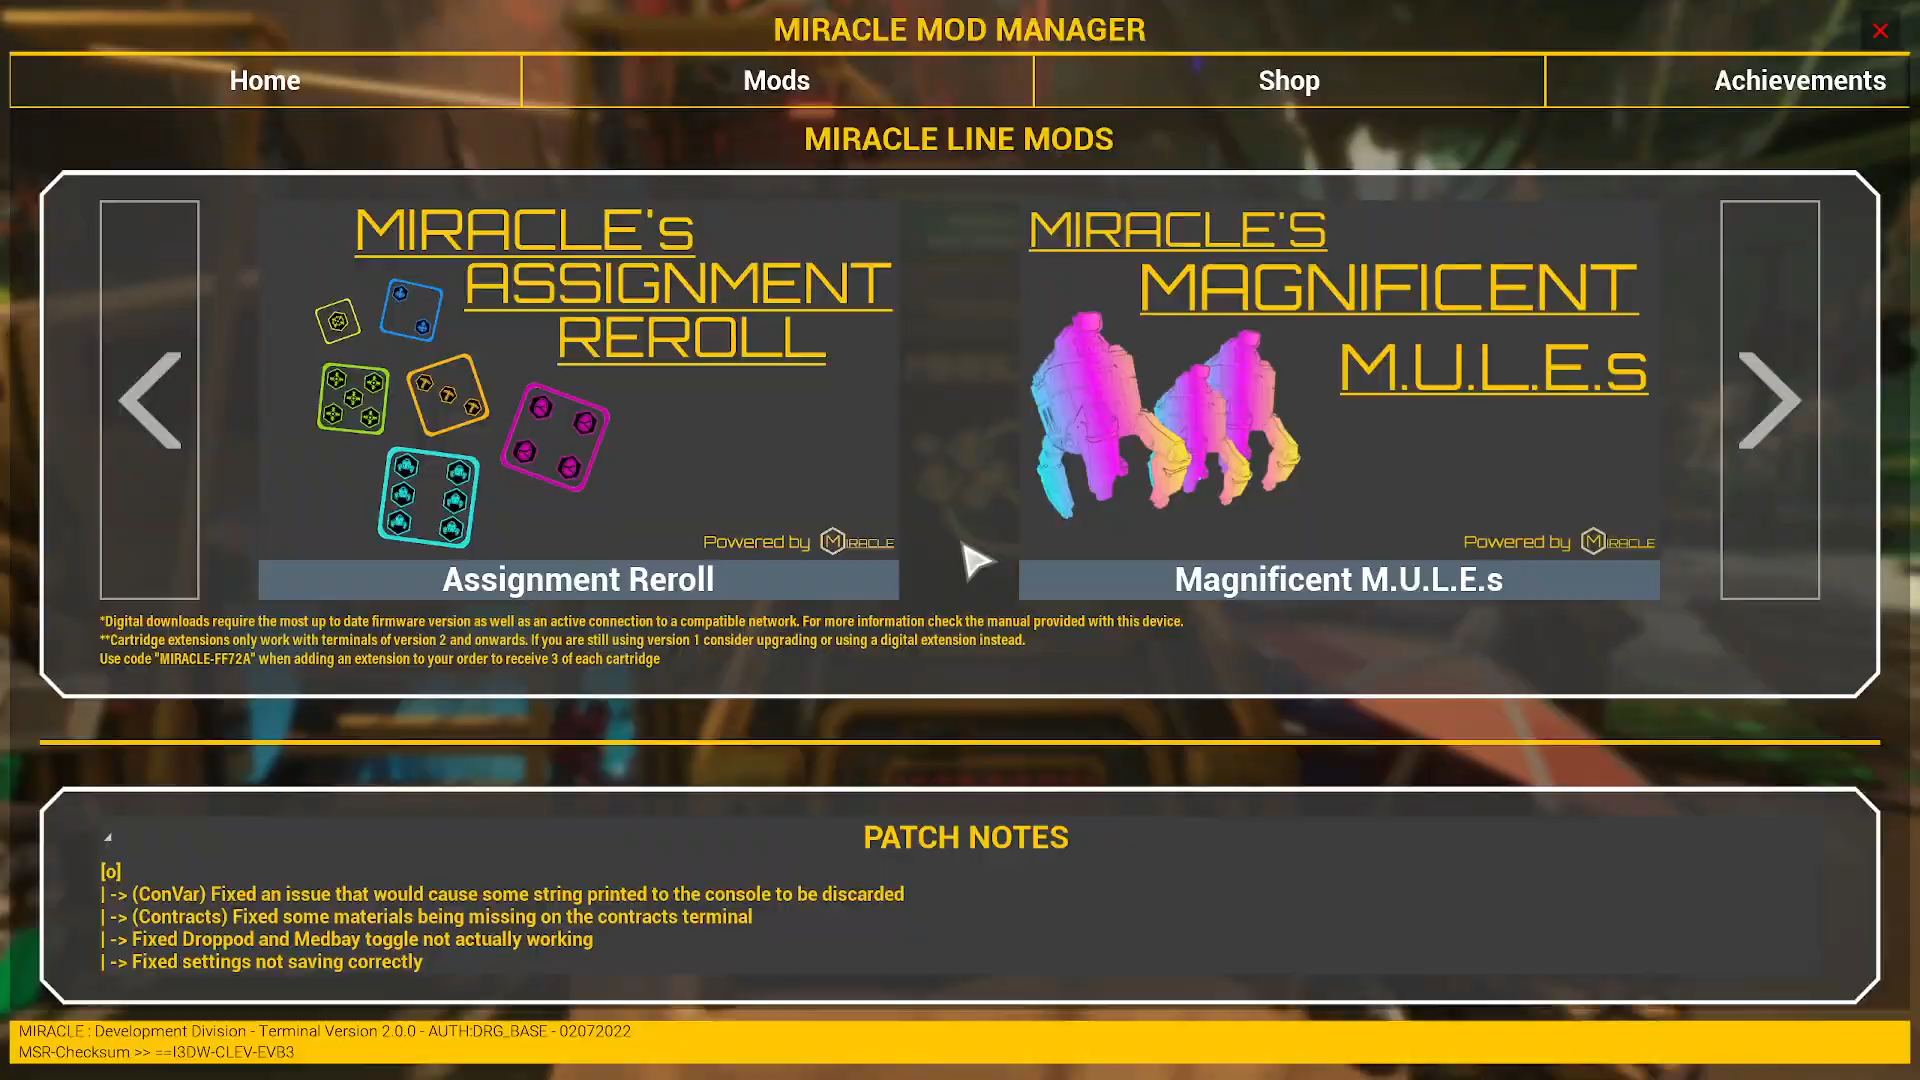 MIRACLE MOD MANAGER
Home
Mods
Shop
Achievements
MIRACLE LINE MODS
MIRACLE's
ASSIGNMENT
REROLL
Powered by MIRACLE
Assignment Reroll
MIRACLE'S
MAGNIFICENT
M.U.L.E.s
Powered by MIRACLE
Magnificent M.U.L.E.s
*Digital downloads require the most up to date firmware version as well as an active connection to a compatible network. For more information check the manual provided with this device.
**Cartridge extensions only work with terminals of version 2 and onwards. If you are still using version 1 consider upgrading or using a digital extension instead.
Use code "MIRACLE-FF72A" when adding an extension to your order to receive 3 of each cartridge
PATCH NOTES
[o]
| -> (ConVar) Fixed an issue that would cause some string printed to the console to be discarded
| -> (Contracts) Fixed some materials being missing on the contracts terminal
| -> Fixed Droppod and Medbay toggle not actually working
| -> Fixed settings not saving correctly
MIRACLE : Development Division - Terminal Version 2.0.0 - AUTH:DRG_BASE - 02072022
MSR-Checksum >> ==I3DW-CLEV-EVB3